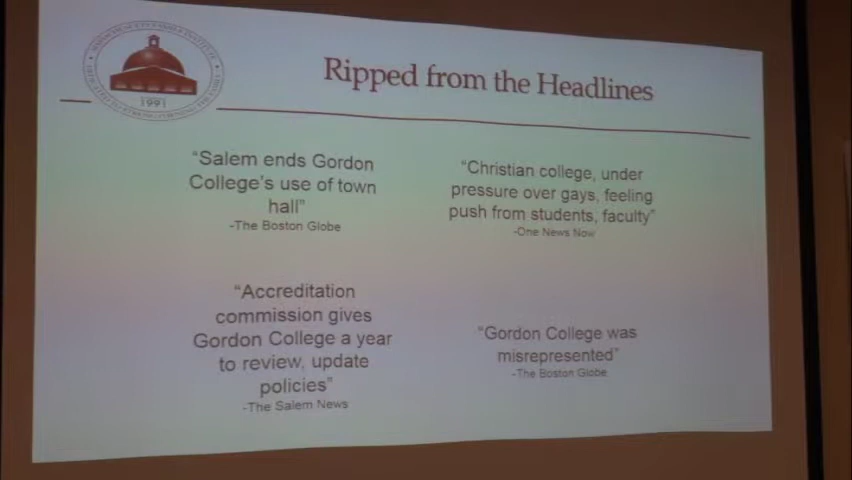 1991
Ripped from the Headlines
“Salem ends Gordon
College’s use of town
hall”
-The Boston Globe
“Christian college, under
pressure over gays, feeling
push from students, faculty”
-One News Now
“Accreditation
commission gives
Gordon College a year
to review, update
policies”
-The Salem News
“Gordon College was
misrepresented”
-The Boston Globe